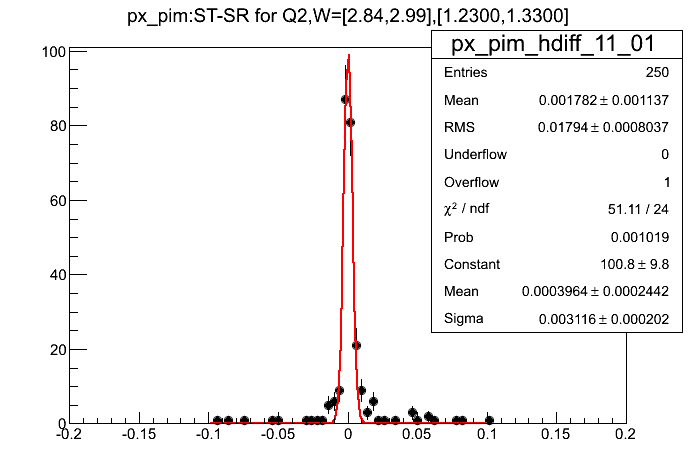 px_pim:ST-SR for Q2,W=[2.84,2.99],[1.2300,1.3300]
px_pim_hdiff_11_01
Entries 250
Mean 0.001782 ± 0.001137
RMS 0.01794 ± 0.0008037
Underflow 0
Overflow 1
χ² / ndf 51.11 / 24
Prob 0.001019
Constant 100.8 ± 9.8
Mean 0.0003964 ± 0.0002442
Sigma 0.003116 ± 0.000202
100
80
60
40
20
0
-0.2 -0.15 -0.1 -0.05 0 0.05 0.1 0.15 0.2